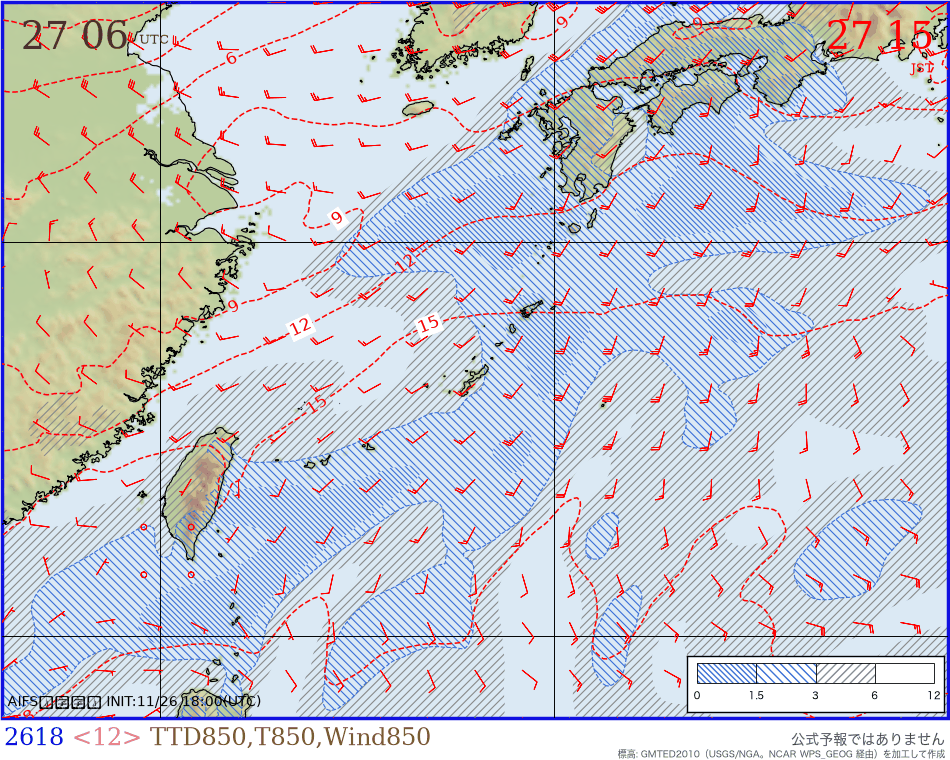 27 06 UTC
27 15
JST
9
9
6
9
12
9
12
15
15
0 1.5 3 6 12
AIFS□□□□ INIT:11/26 18:00(UTC)
2618 <12> TTD850,T850,Wind850
公式予報ではありません
標高: GMTED2010（USGS/NGA。NCAR WPS_GEOG 経由）を加工して作成